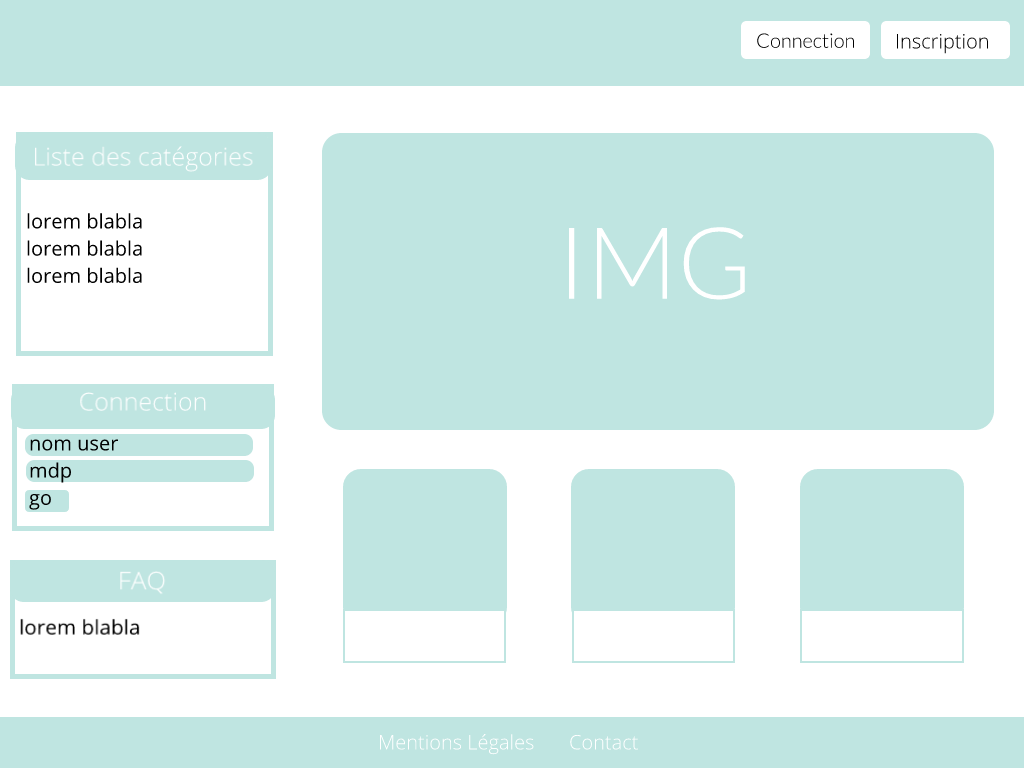 Connection
Inscription
Liste des catégories
lorem blabla
lorem blabla
lorem blabla
IMG
Connection
nom user
mdp
go
FAQ
lorem blabla
Mentions Légales
Contact